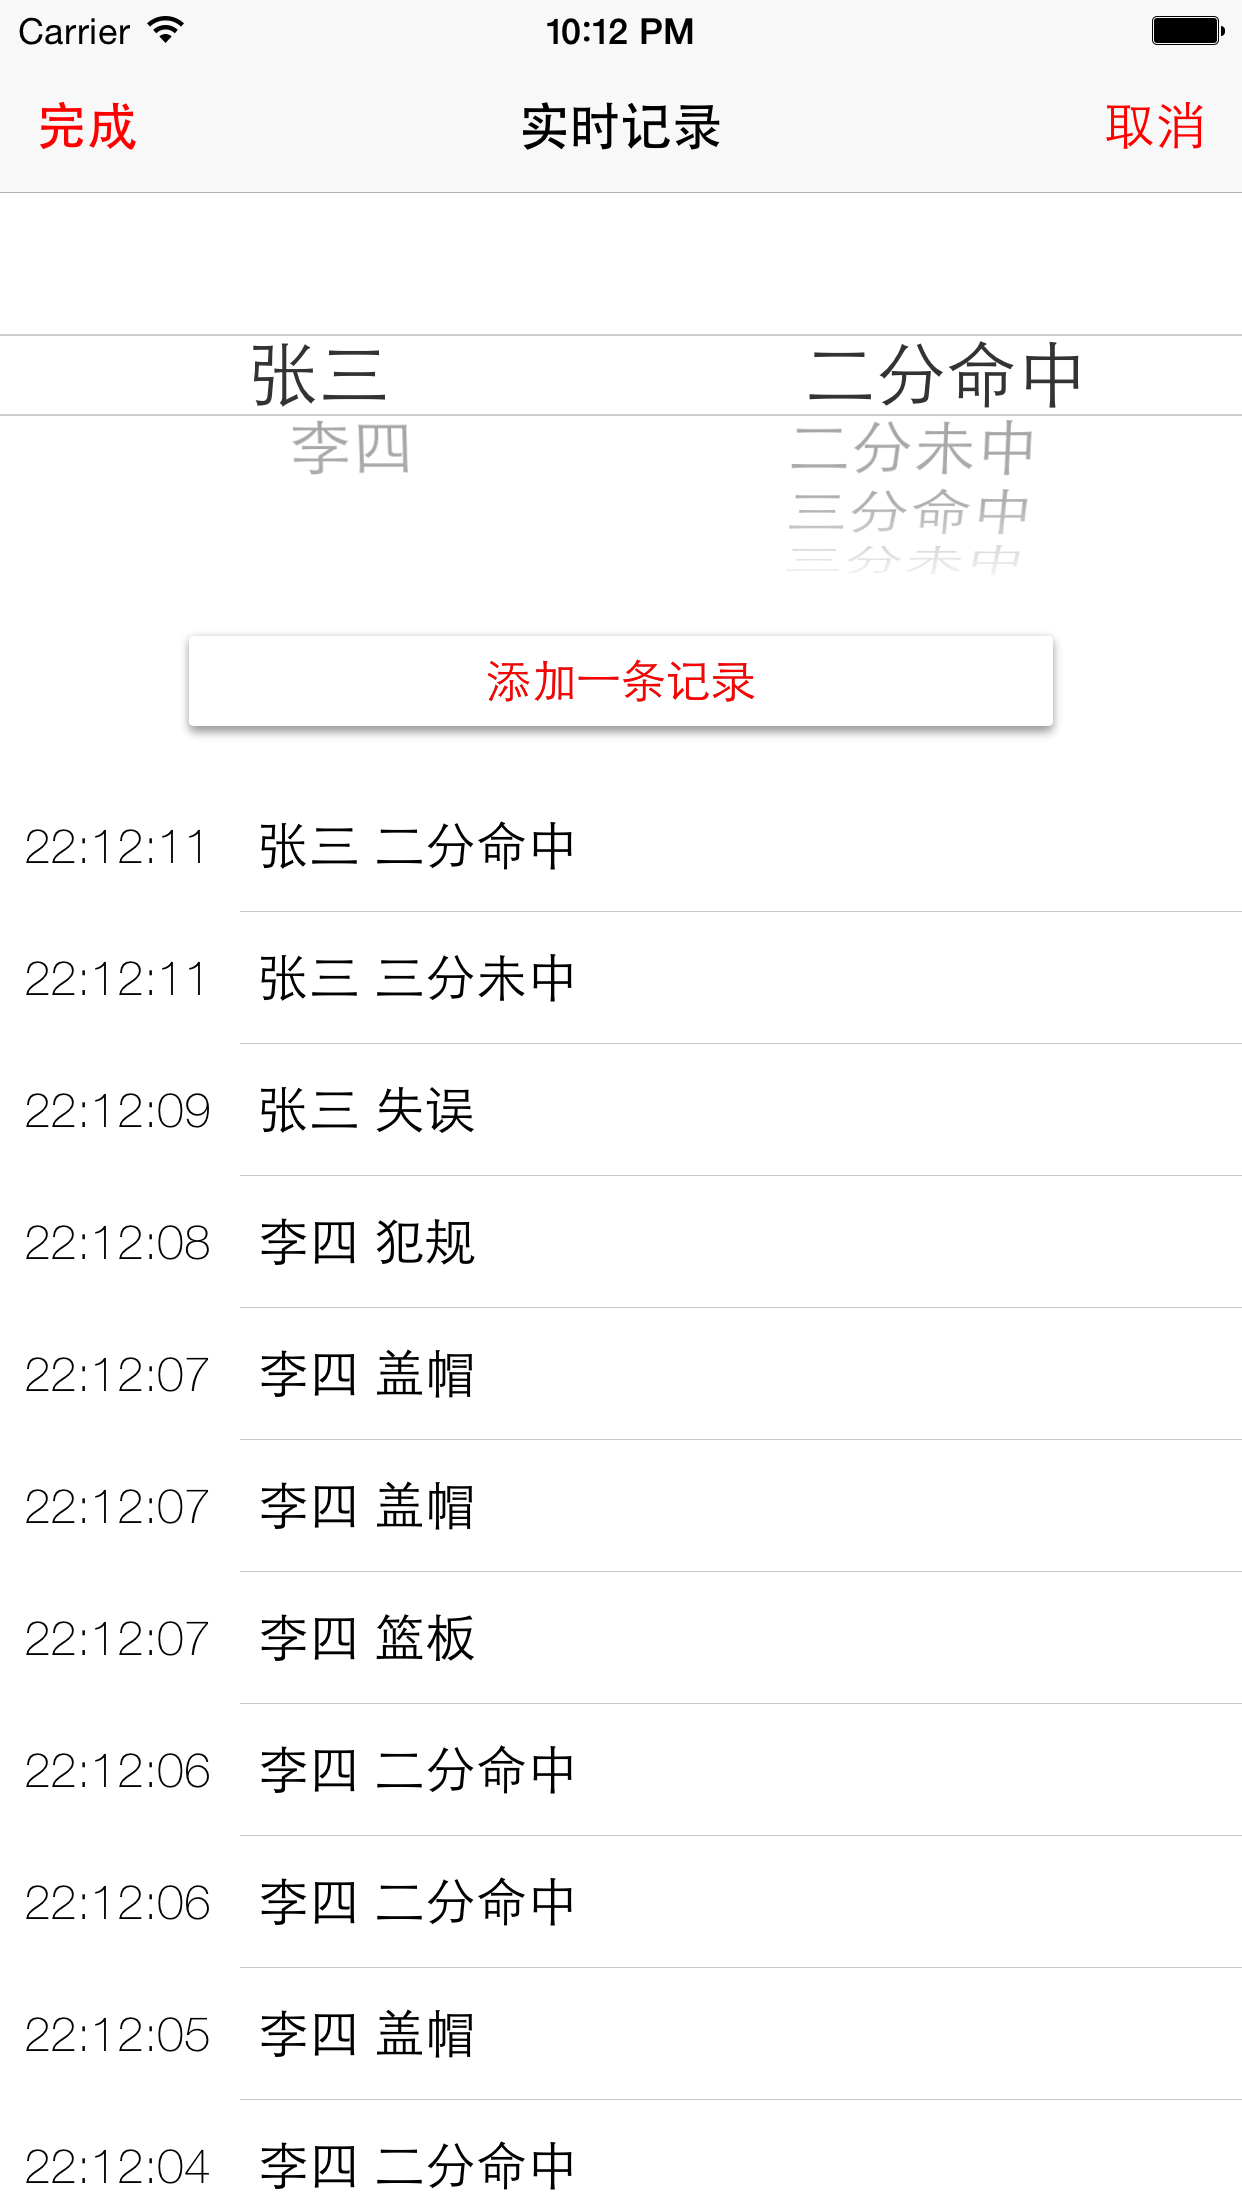 Carrier 10:12 PM
完成 实时记录 取消
张三 二分命中
李四 二分未中
三分命中
三分未中
添加一条记录
22:12:11 张三 二分命中
22:12:11 张三 三分未中
22:12:09 张三 失误
22:12:08 李四 犯规
22:12:07 李四 盖帽
22:12:07 李四 盖帽
22:12:07 李四 篮板
22:12:06 李四 二分命中
22:12:06 李四 二分命中
22:12:05 李四 盖帽
22:12:04 李四 二分命中